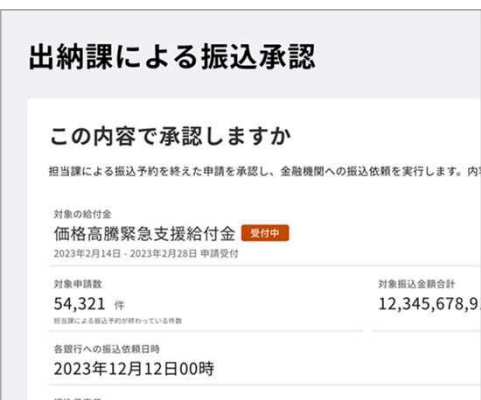 出納課による振込承認
この内容で承認しますか
担当課による振込予約を終えた申請を承認し、金融機関への振込依頼を実行します。内
対象の給付金
価格高騰緊急支援給付金 受付中
2023年2月14日 - 2023年2月28日 申請受付
対象申請数 対象振込金額合計
54,321 件 12,345,678,9
担当課による振込予約が終わっている件数
各銀行への振込依頼日時
2023年12月12日00時